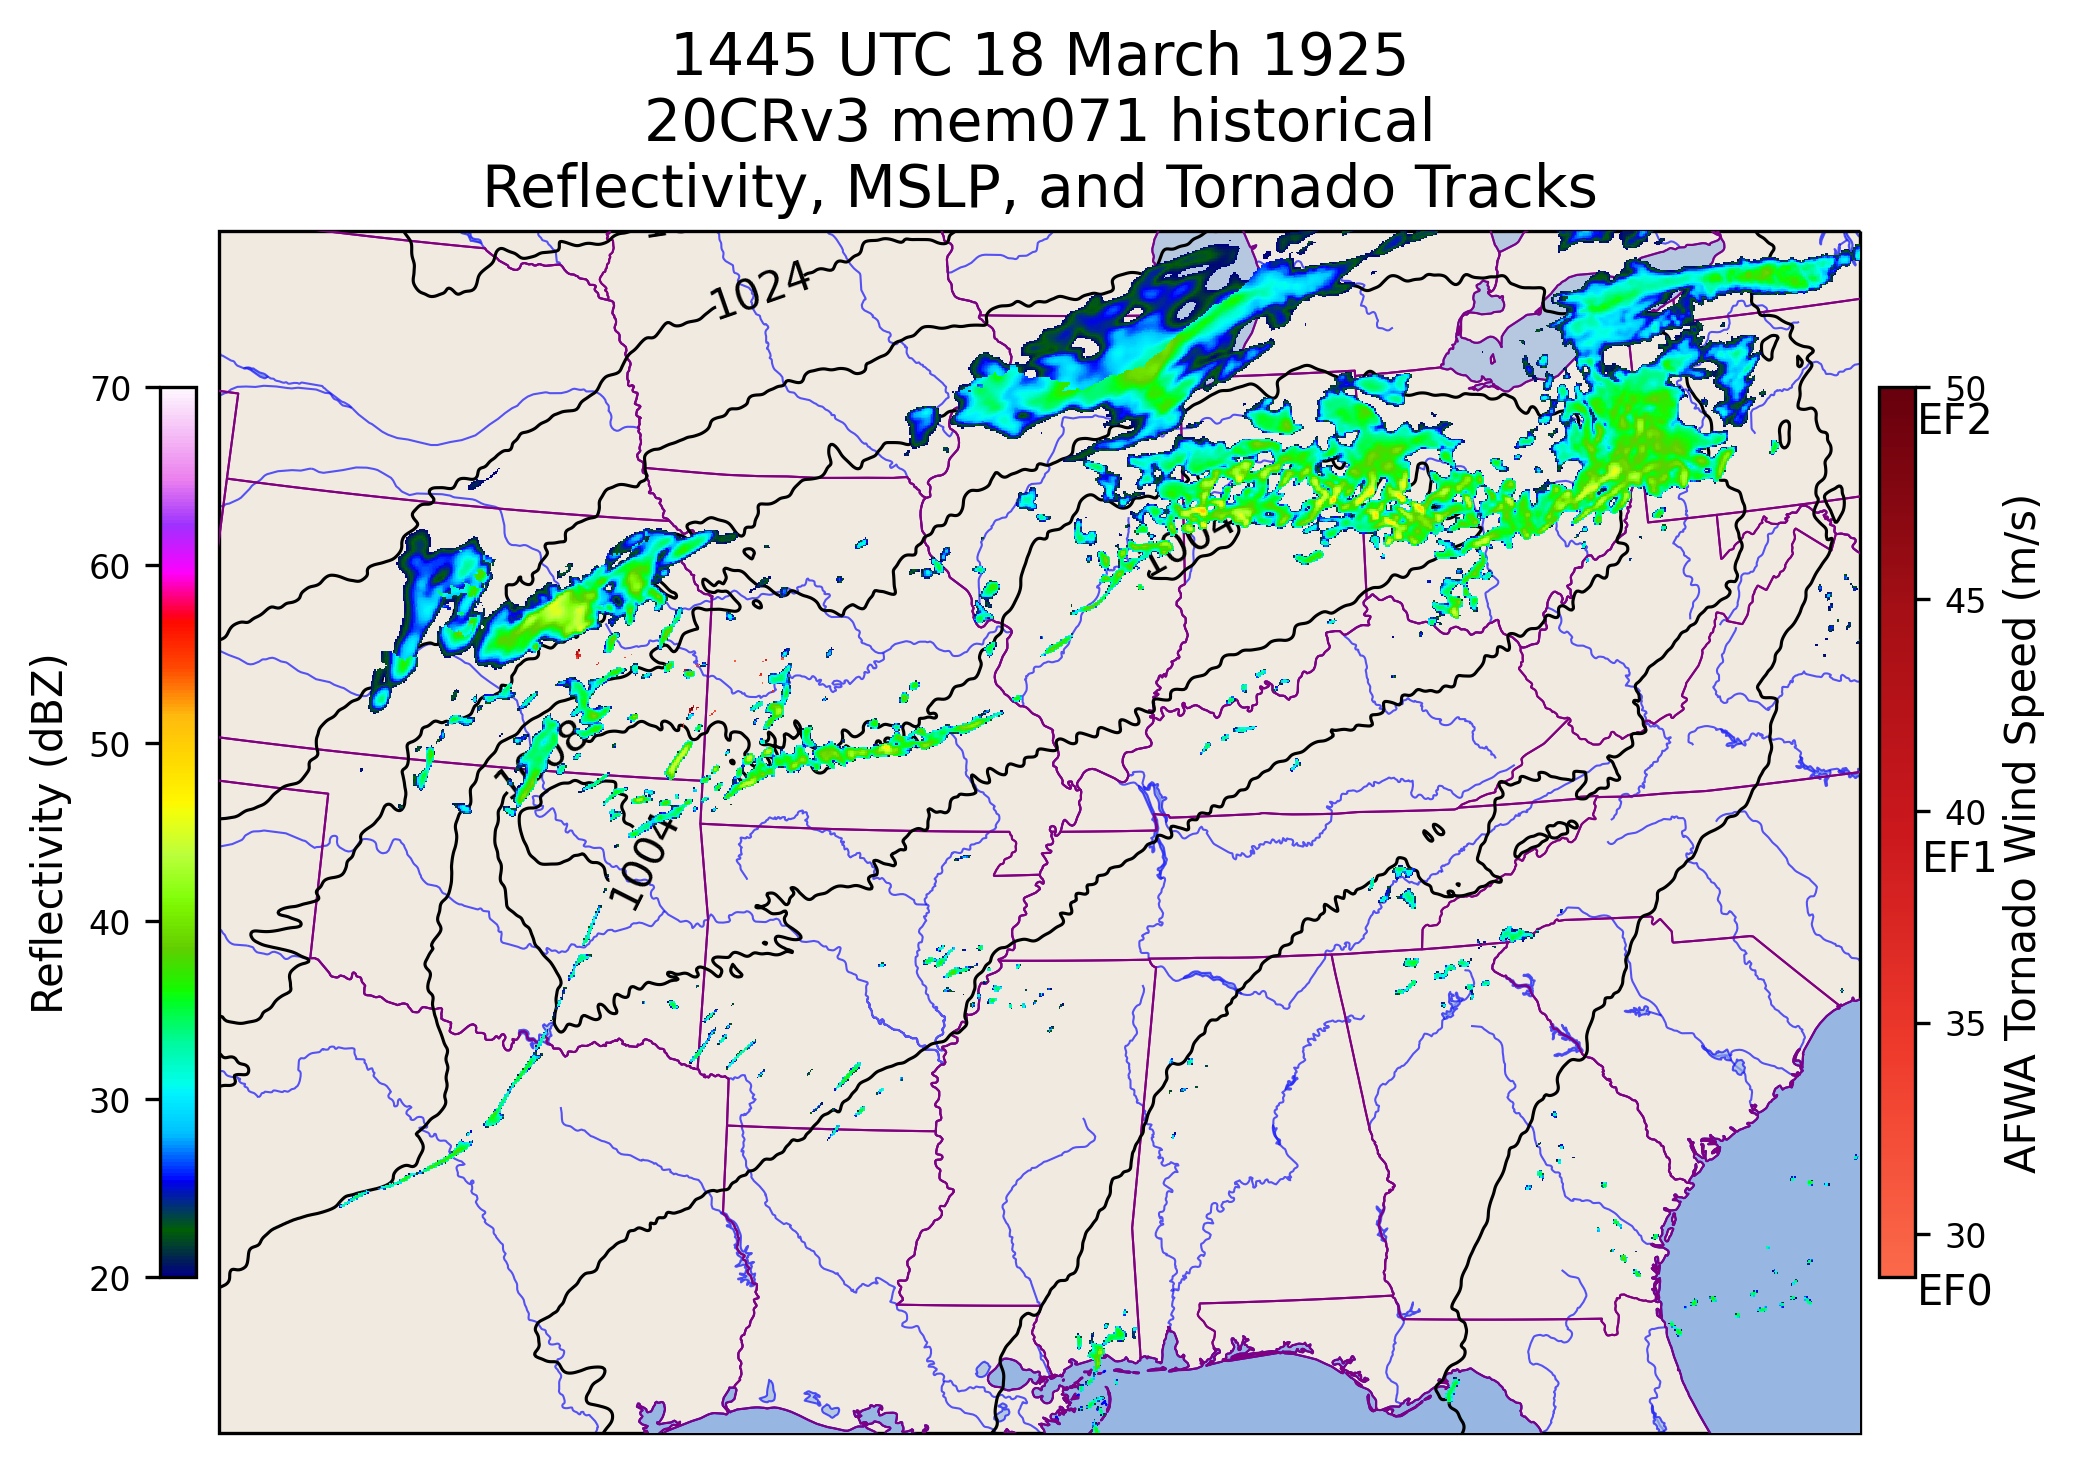 1445 UTC 18 March 1925
20CRv3 mem071 historical
Reflectivity, MSLP, and Tornado Tracks
Reflectivity (dBZ)
70
60
50
40
30
20
1024
1004
1004
50
EF2
45
40
EF1
35
30
EF0
AFWA Tornado Wind Speed (m/s)